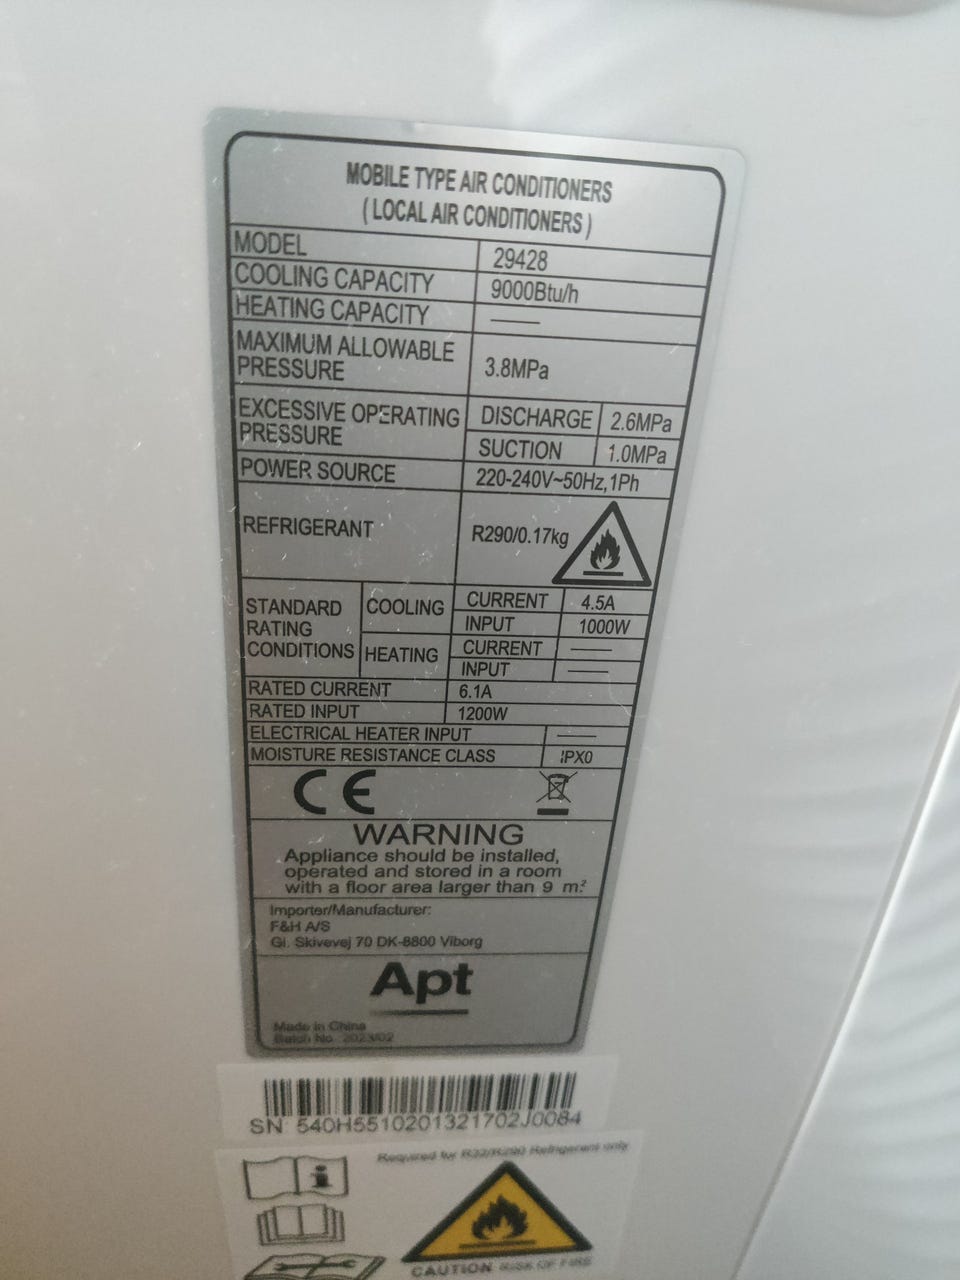 MOBILE TYPE AIR CONDITIONERS
( LOCAL AIR CONDITIONERS )
MODEL 29428
COOLING CAPACITY 9000Btu/h
HEATING CAPACITY ——
MAXIMUM ALLOWABLE
PRESSURE 3.8MPa
EXCESSIVE OPERATING
PRESSURE
DISCHARGE 2.6MPa
SUCTION 1.0MPa
POWER SOURCE 220-240V~50Hz,1Ph
REFRIGERANT R290/0.17kg
STANDARD
RATING
CONDITIONS
COOLING
CURRENT 4.5A
INPUT 1000W
HEATING
CURRENT ——
INPUT ——
RATED CURRENT 6.1A
RATED INPUT 1200W
ELECTRICAL HEATER INPUT ——
MOISTURE RESISTANCE CLASS IPX0
CE
WARNING
Appliance should be installed,
operated and stored in a room
with a floor area larger than 9 m²
Importer/Manufacturer:
F&H A/S
Gl. Skivevej 70 DK-8800 Viborg
Apt
Made in China
Batch No. 2023/02
SN 540H5510201321702J0084
Required for R32/R290 Refrigerant only
CAUTION RISK OF FIRE